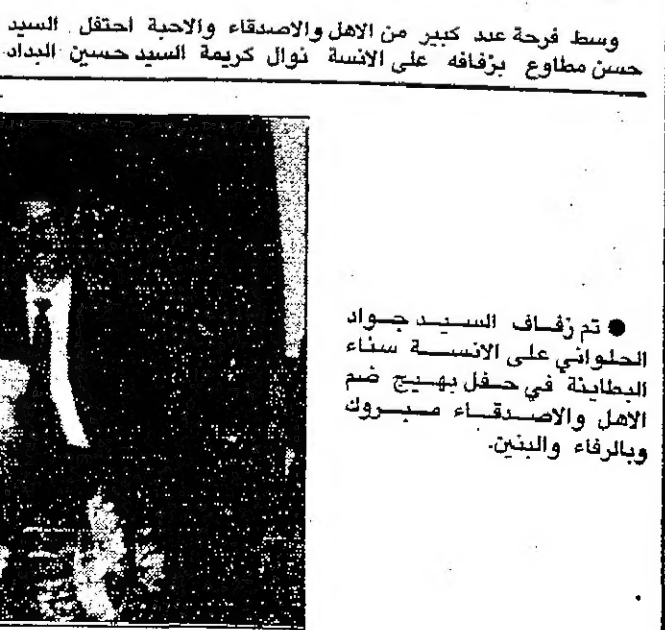 وسط فرحة عدد كبير من الاهل والاصدقاء والاحبة احتفل السيد
حسن مطاوع بزفافه على الانسة نوال كريمة السيد حسين البداد
● تم زفاف السيد جواد
الحلواني على الانسة سناء
البطاينة في حفل بهيج ضم
الاهل والاصدقاء مبروك
وبالرفاء والبنين.